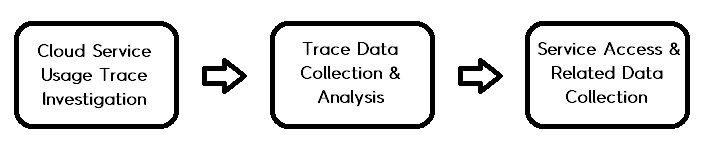 Cloud Service
Usage Trace
Investigation
Trace Data
Collection &
Analysis
Service Access &
Related Data
Collection